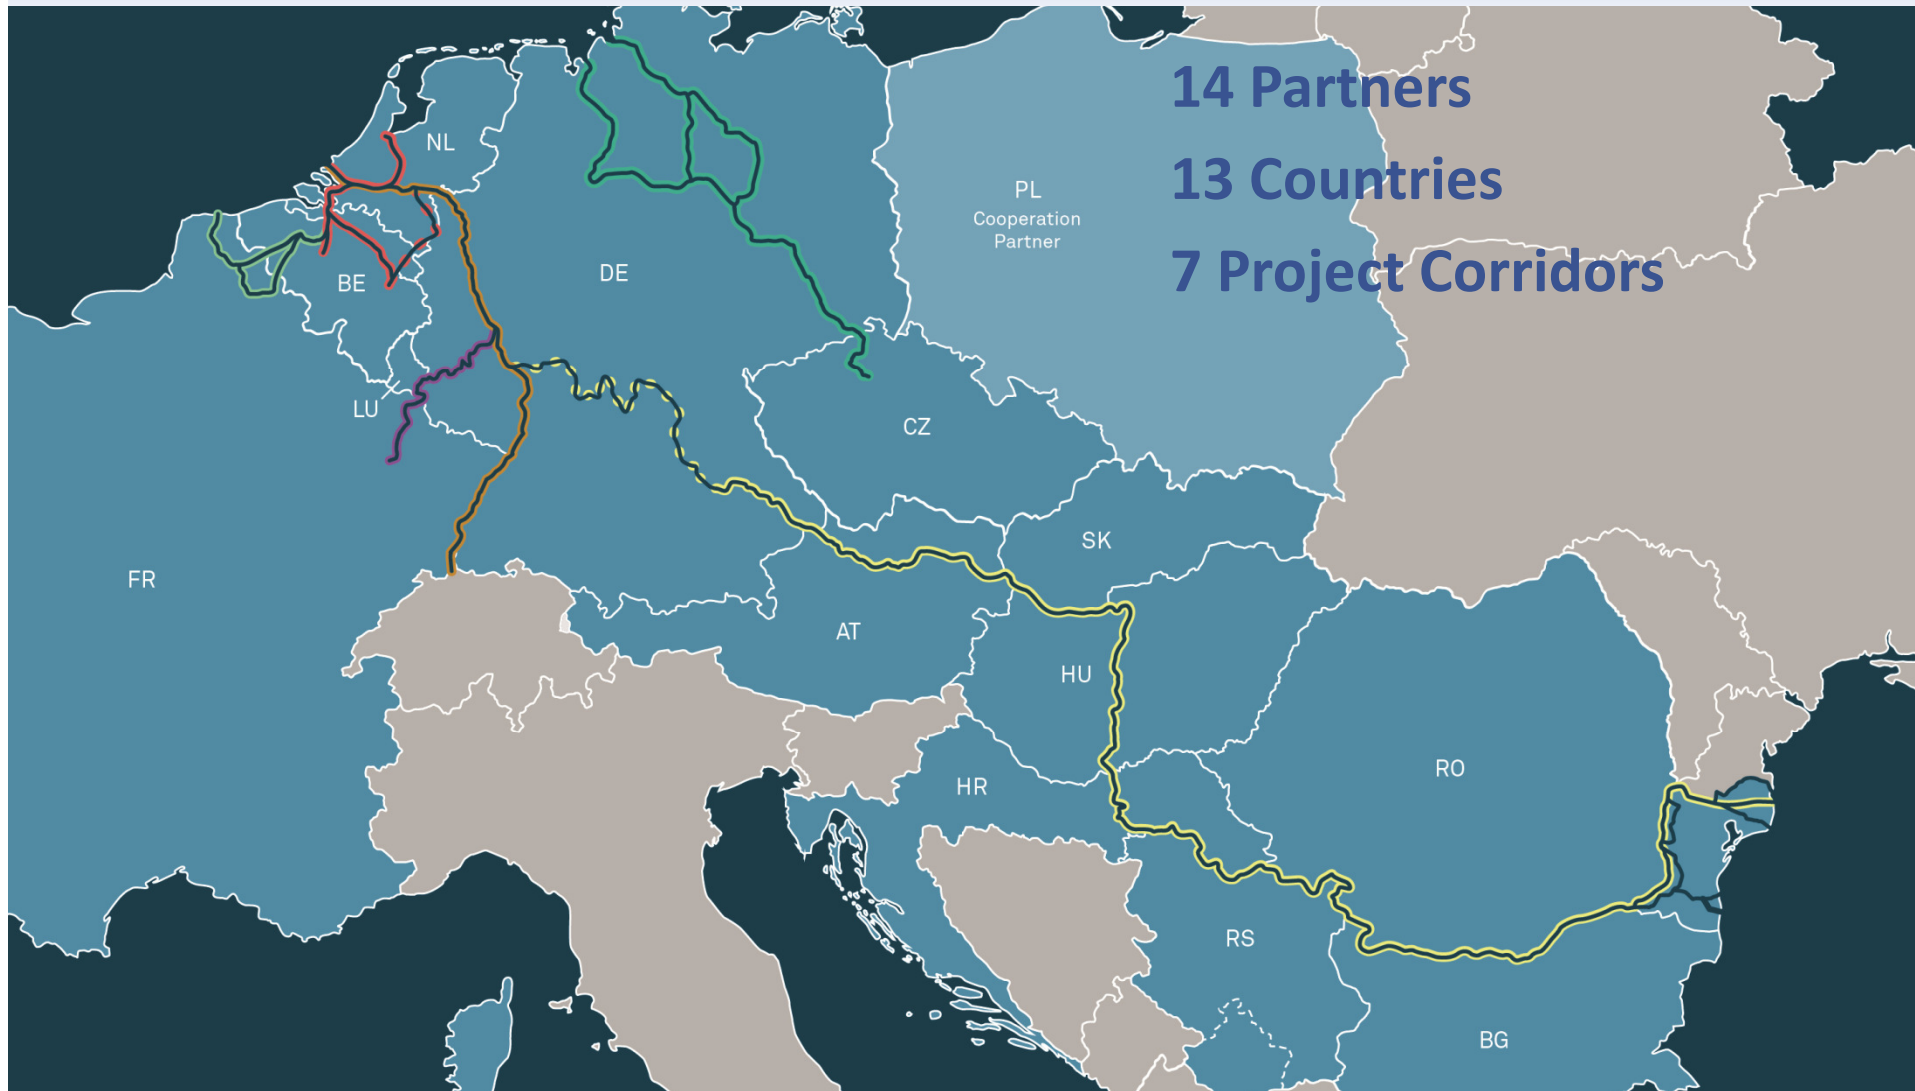 14 Partners
13 Countries
7 Project Corridors
NL
PL
Cooperation
Partner
BE
DE
LU
CZ
SK
FR
AT
HU
HR
RO
RS
BG